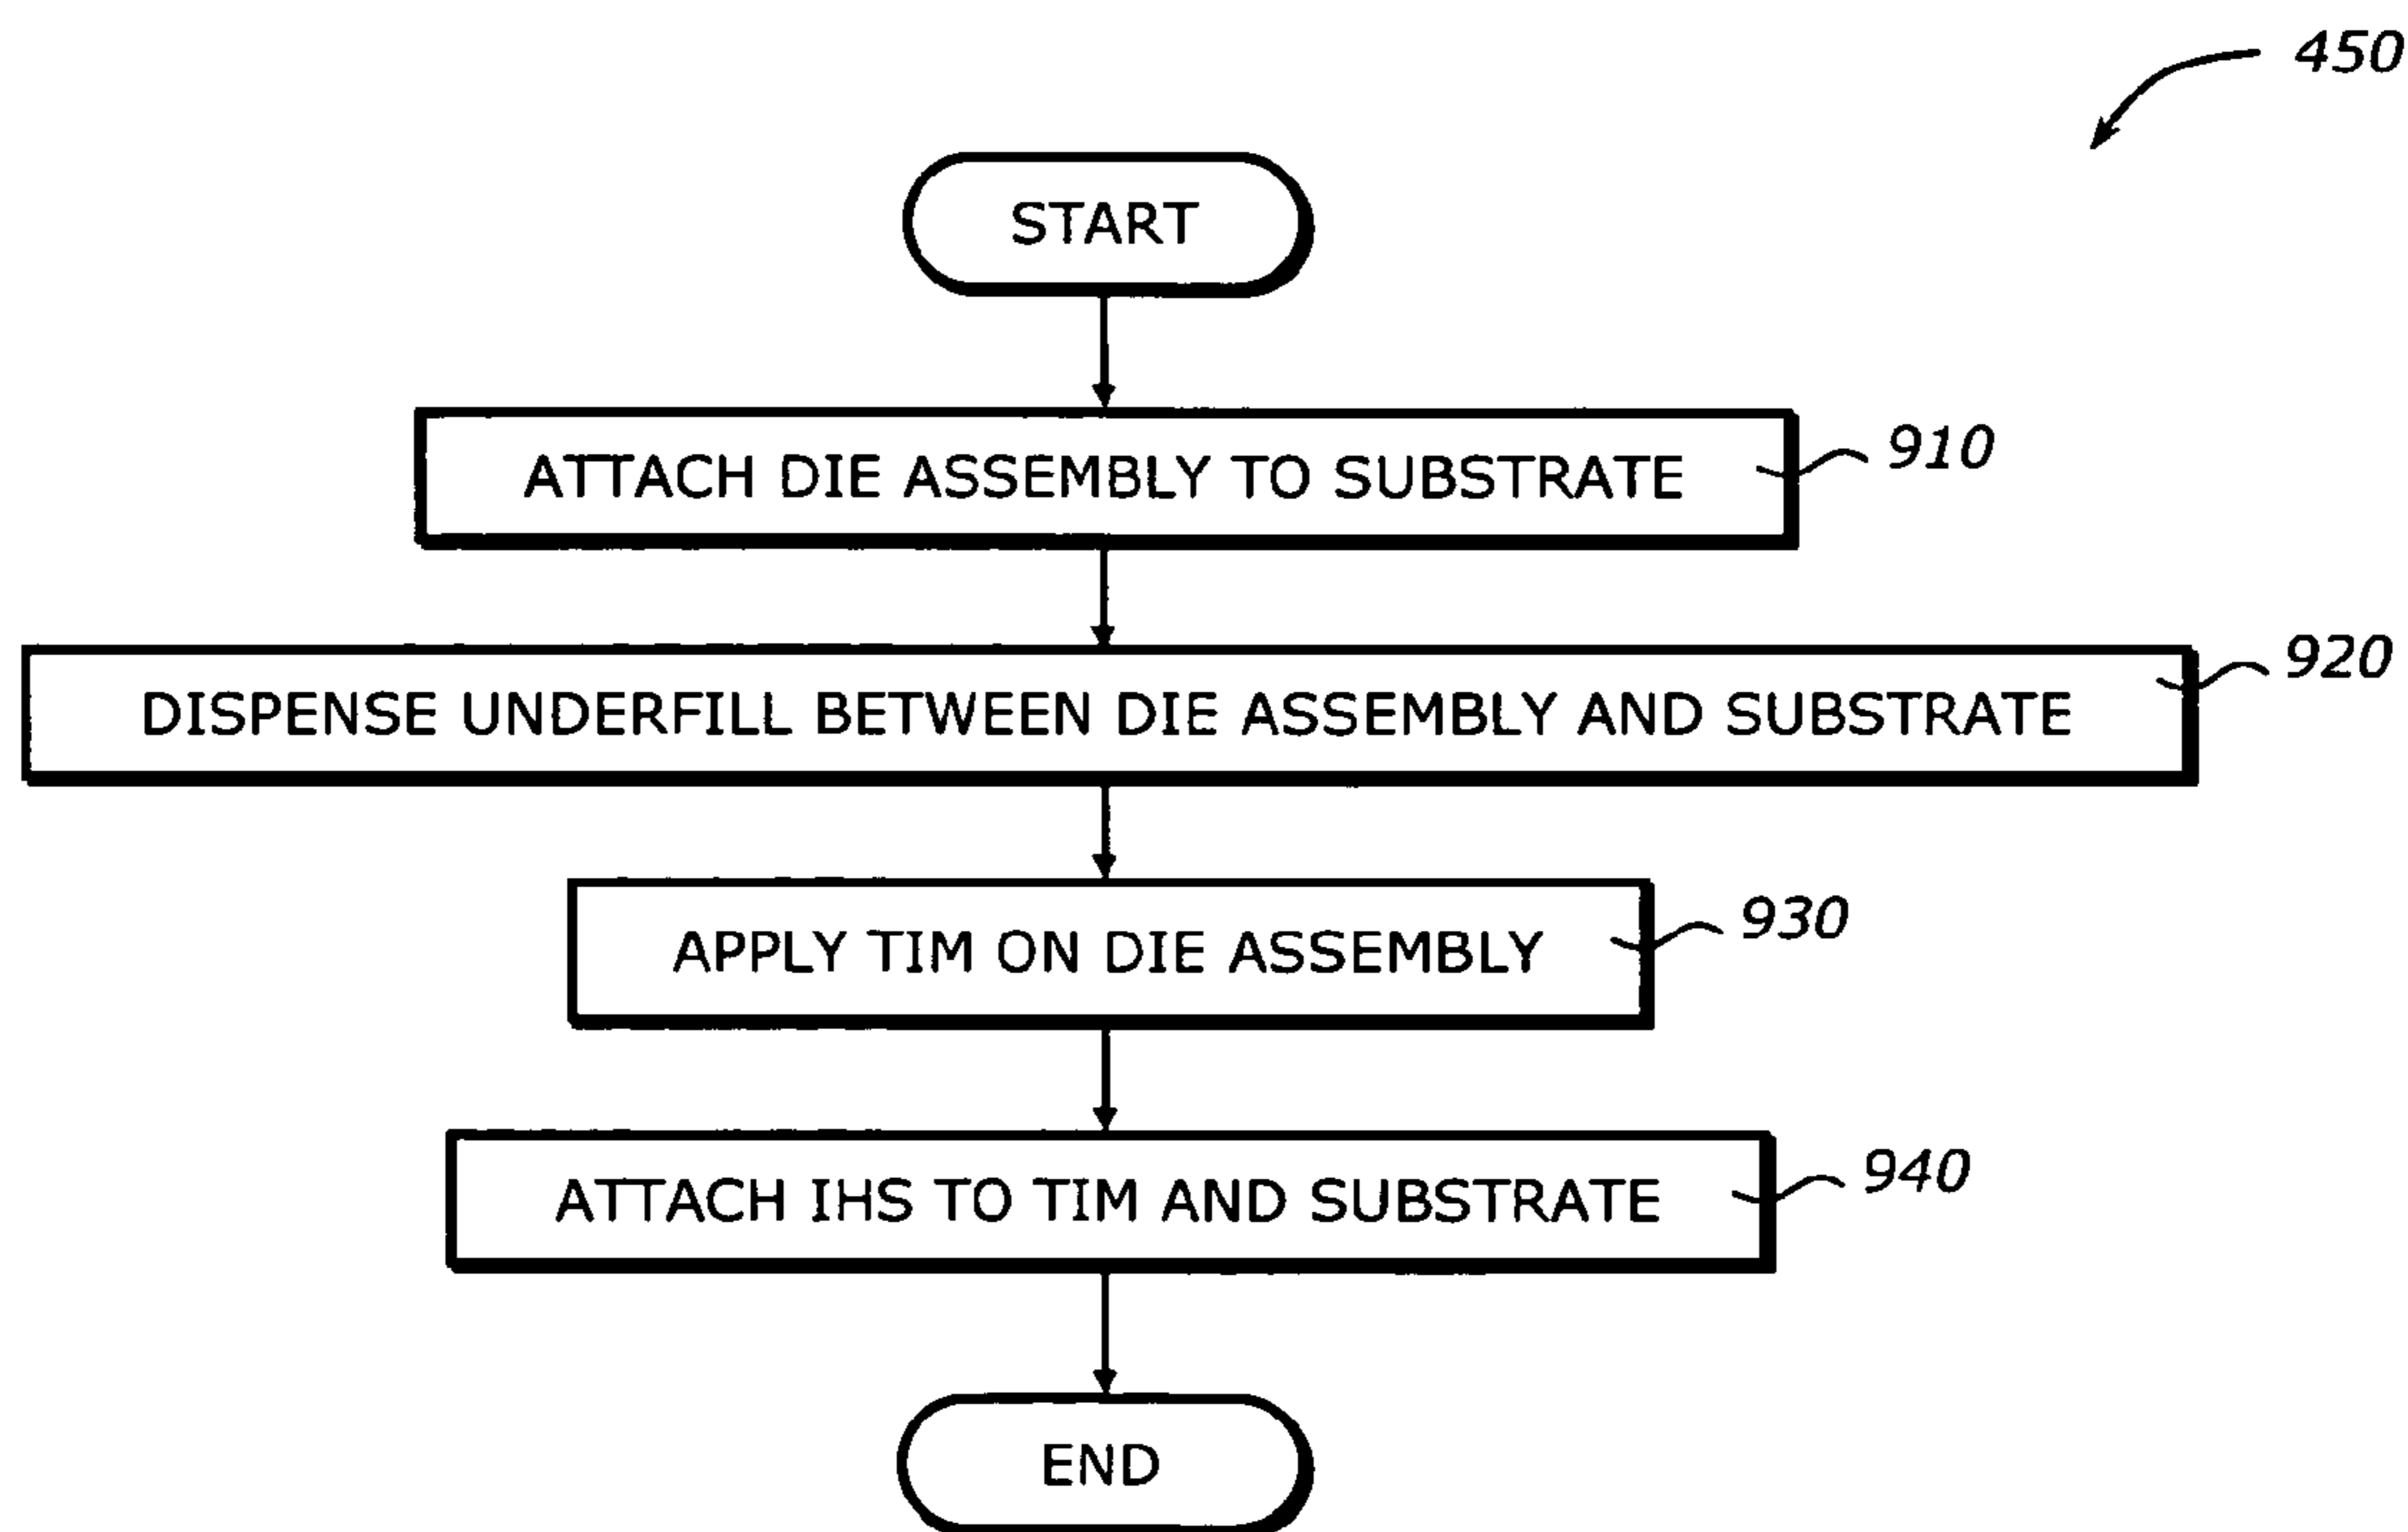 450
START
ATTACH DIE ASSEMBLY TO SUBSTRATE
910
DISPENSE UNDERFILL BETWEEN DIE ASSEMBLY AND SUBSTRATE
920
APPLY TIM ON DIE ASSEMBLY
930
ATTACH IHS TO TIM AND SUBSTRATE
940
END